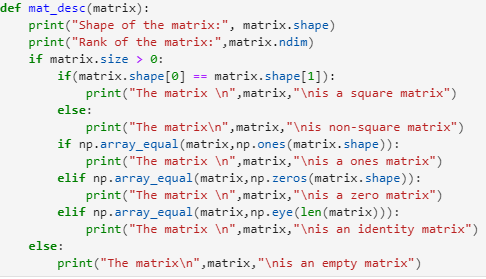 def mat_desc(matrix):
    print("Shape of the matrix:", matrix.shape)
    print("Rank of the matrix:",matrix.ndim)
    if matrix.size > 0:
        if(matrix.shape[0] == matrix.shape[1]):
            print("The matrix \n",matrix,"\nis a square matrix")
        else:
            print("The matrix\n",matrix,"\nis non-square matrix")
        if np.array_equal(matrix,np.ones(matrix.shape)):
            print("The matrix \n",matrix,"\nis a ones matrix")
        elif np.array_equal(matrix,np.zeros(matrix.shape)):
            print("The matrix \n",matrix,"\nis a zero matrix")
        elif np.array_equal(matrix,np.eye(len(matrix))):
            print("The matrix \n",matrix,"\nis an identity matrix")
    else:
        print("The matrix\n",matrix,"\nis an empty matrix")